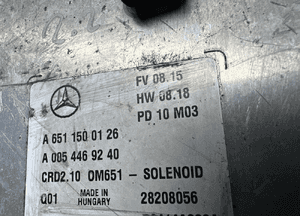 FV 08.15
HW 08.18
PD 10 M03
A 651 150 01 26
A 005 446 92 40
CRD2.10 OM651 - SOLENOID
Q01 MADE IN HUNGARY 28208056